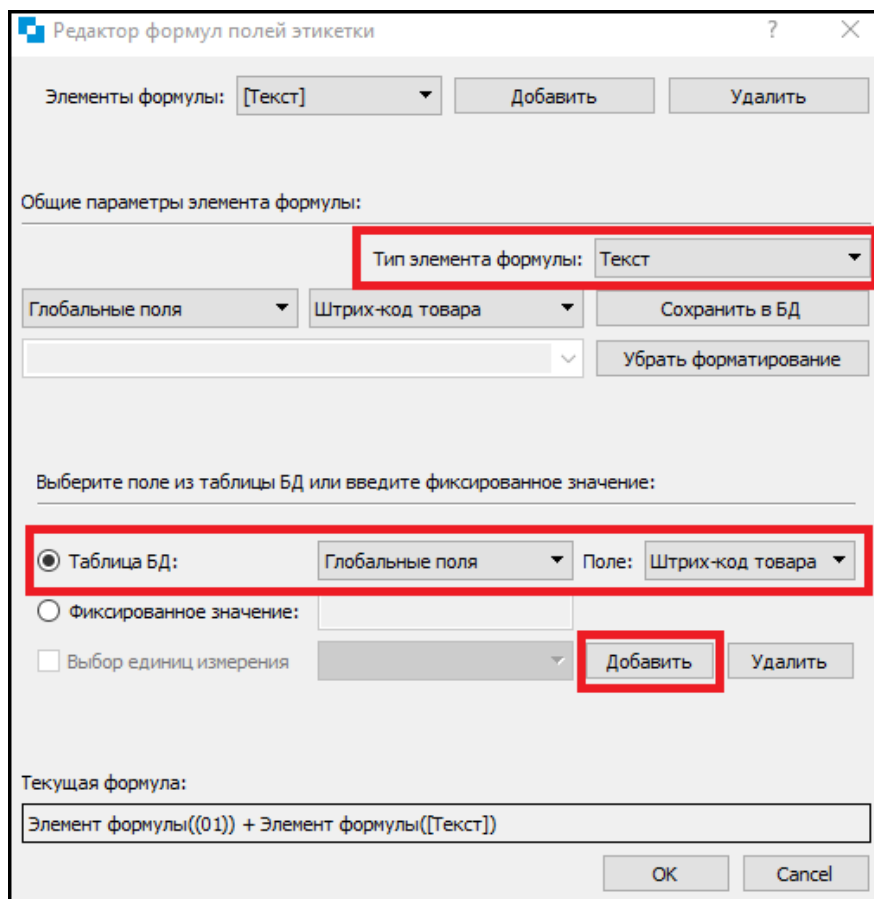 Редактор формул полей этикетки ? ×
Элементы формулы: [Текст] Добавить Удалить
Общие параметры элемента формулы:
Тип элемента формулы: Текст
Глобальные поля Штрих-код товара Сохранить в БД
Убрать форматирование
Выберите поле из таблицы БД или введите фиксированное значение:
Таблица БД: Глобальные поля Поле: Штрих-код товара
Фиксированное значение:
Выбор единиц измерения Добавить Удалить
Текущая формула:
Элемент формулы((01)) + Элемент формулы([Текст])
OK Cancel